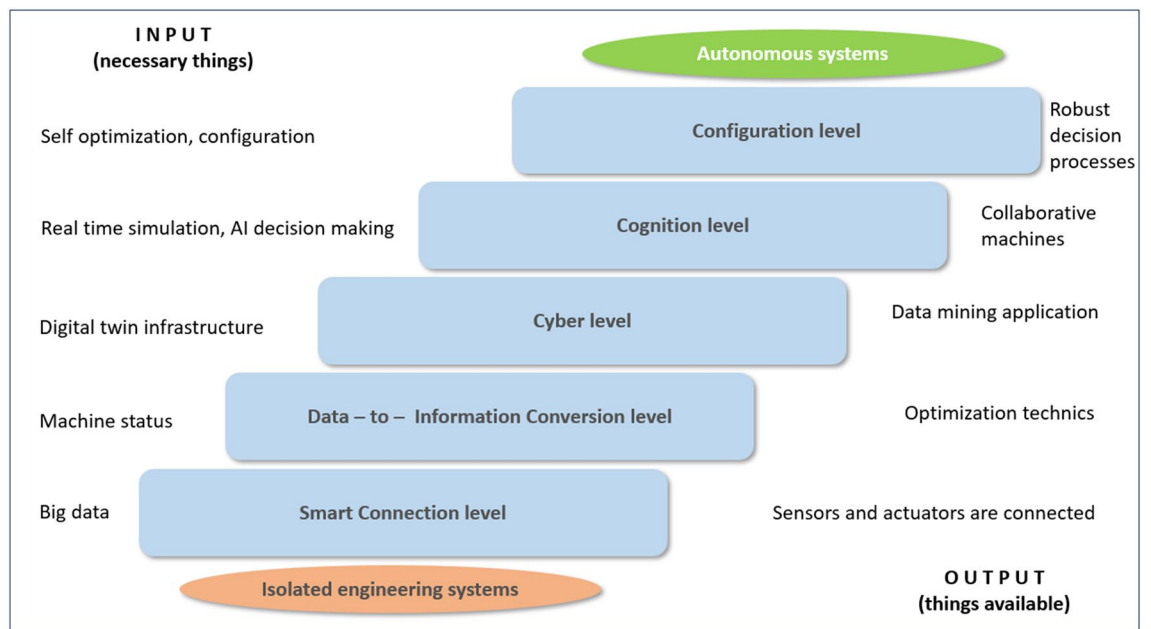 I N P U T
(necessary things)
Autonomous systems
Self optimization, configuration
Configuration level
Robust
decision
processes
Real time simulation, AI decision making
Cognition level
Collaborative
machines
Digital twin infrastructure
Cyber level
Data mining application
Machine status
Data – to –  Information Conversion level
Optimization technics
Big data
Smart Connection level
Sensors and actuators are connected
Isolated engineering systems
O U T P U T
(things available)